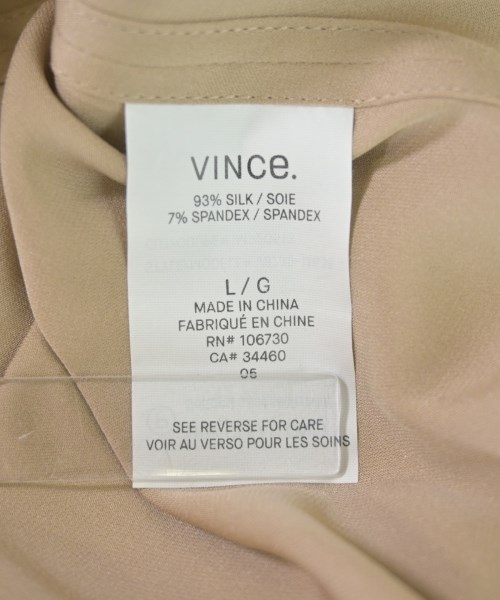 VINCe.
93% SILK / SOIE
7% SPANDEX / SPANDEX
L / G
MADE IN CHINA
FABRIQUÉ EN CHINE
RN# 106730
CA# 34460
05
SEE REVERSE FOR CARE
VOIR AU VERSO POUR LES SOINS